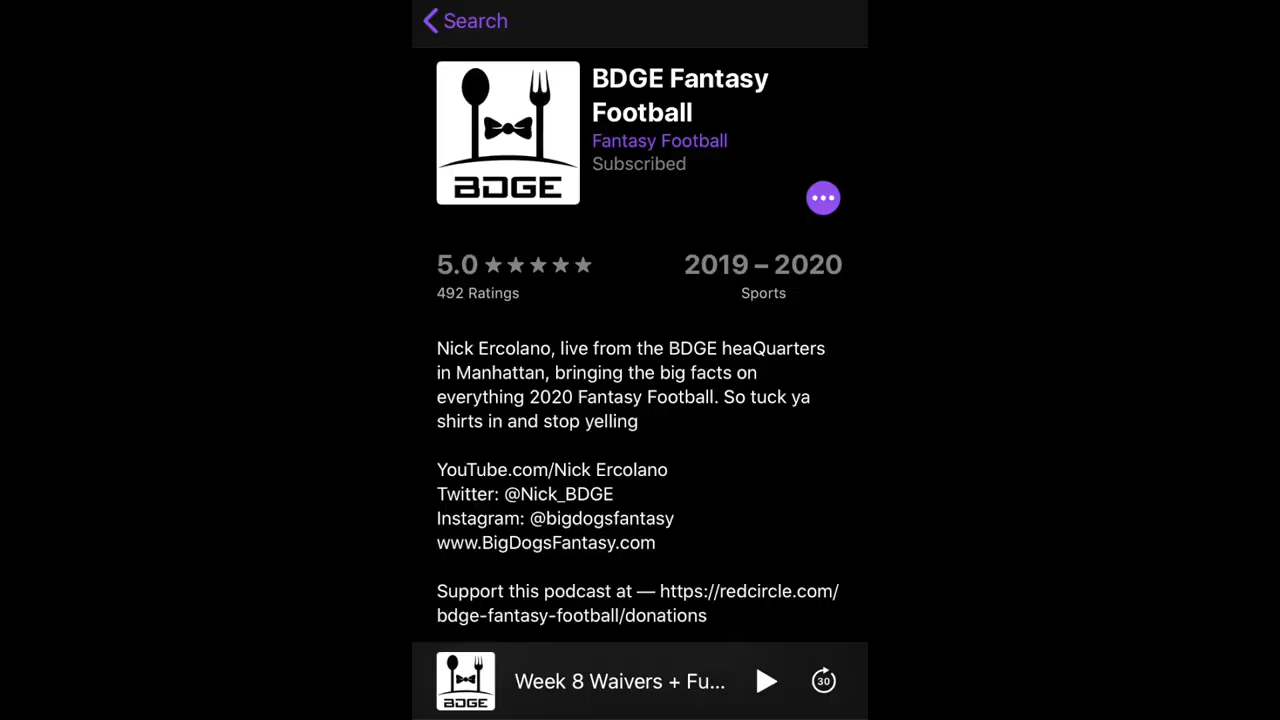 Search
BDGE Fantasy
Football
Fantasy Football
Subscribed
BDGE
5.0 ★★★★★
2019 – 2020
492 Ratings
Sports
Nick Ercolano, live from the BDGE heaQuarters
in Manhattan, bringing the big facts on
everything 2020 Fantasy Football. So tuck ya
shirts in and stop yelling
YouTube.com/Nick Ercolano
Twitter: @Nick_BDGE
Instagram: @bigdogsfantasy
www.BigDogsFantasy.com
Support this podcast at — https://redcircle.com/
bdge-fantasy-football/donations
BDGE
Week 8 Waivers + Fu...
30